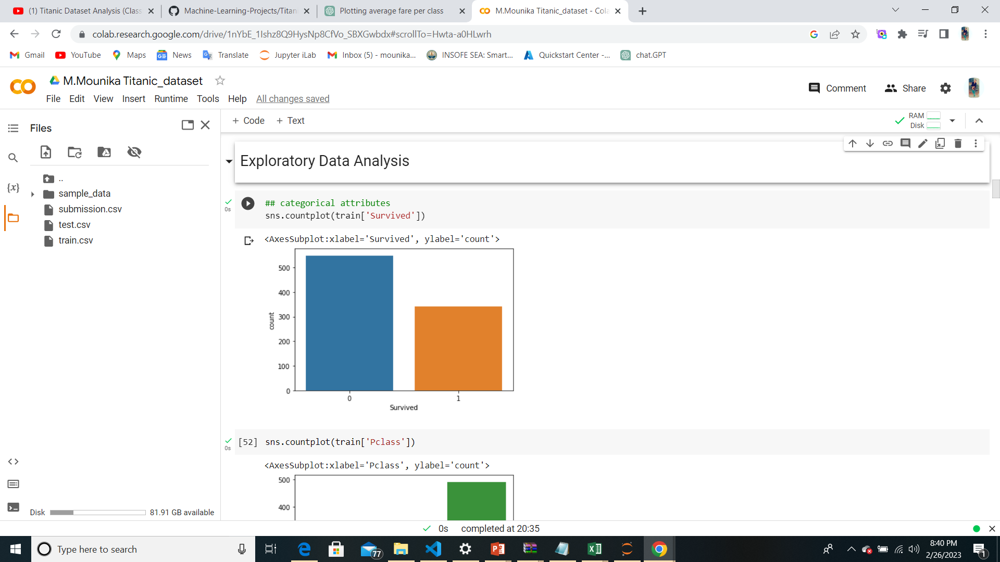 (1) Titanic Dataset Analysis (Class
Machine-Learning-Projects/Titan
Plotting average fare per class
M.Mounika Titanic_dataset - Cola
colab.research.google.com/drive/1nYbE_1Ishz8Q9HysNp8CfVo_SBXGwbdx#scrollTo=Hwta-a0HLwrh
Gmail
YouTube
Maps
News
Translate
Jupyter iLab
Inbox (5) - mounika...
INSOFE SEA: Smart...
Quickstart Center -...
chat.GPT
M.Mounika Titanic_dataset
File Edit View Insert Runtime Tools Help All changes saved
Comment
Share
Files
+ Code + Text
RAM
Disk
Exploratory Data Analysis
..
sample_data
submission.csv
test.csv
train.csv
{x}
0s
## categorical attributes
sns.countplot(train['Survived'])
<AxesSubplot:xlabel='Survived', ylabel='count'>
500
400
300
200
100
0
count
0 1
Survived
0s
[52] sns.countplot(train['Pclass'])
<AxesSubplot:xlabel='Pclass', ylabel='count'>
500
400
Disk 81.91 GB available
0s completed at 20:35
Type here to search
77
8:40 PM
2/26/2023
1